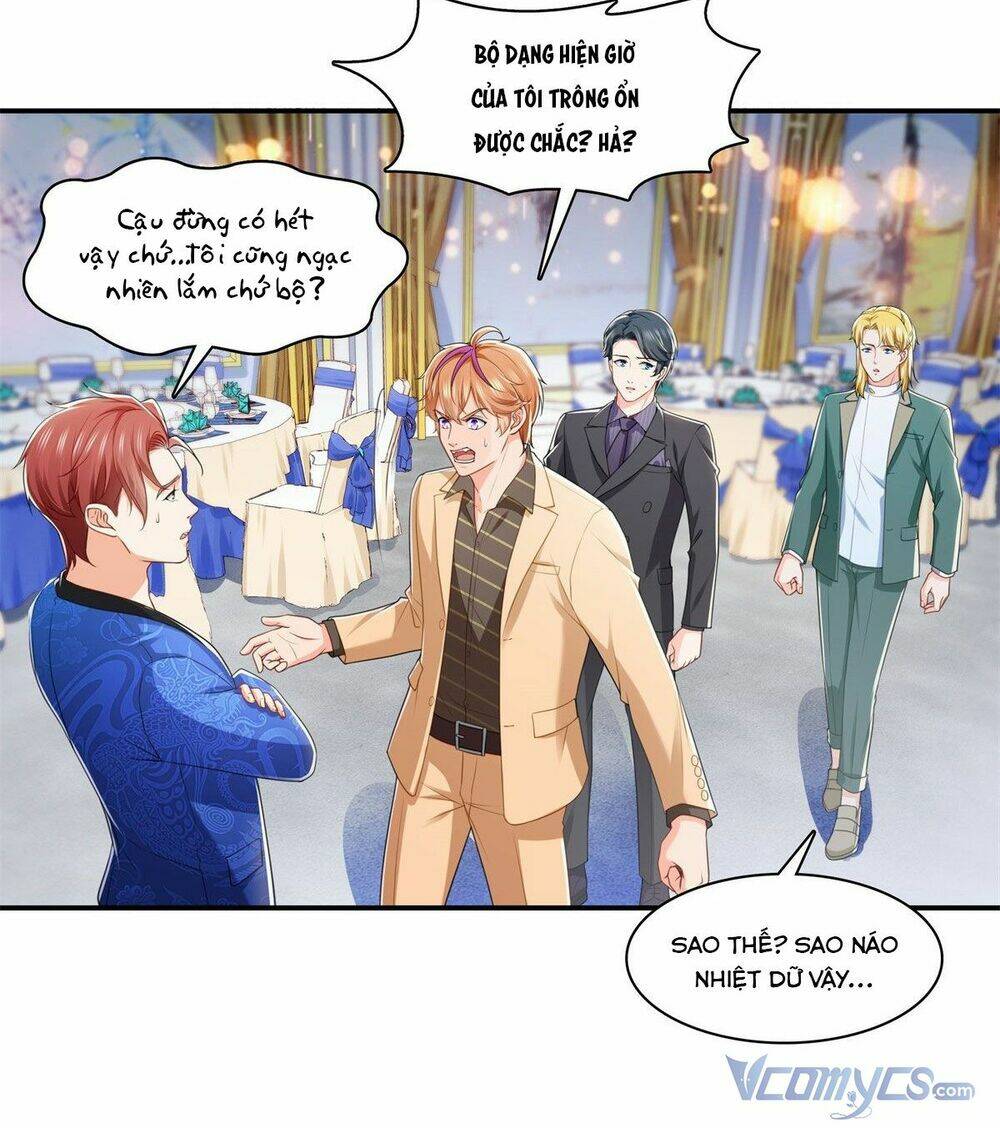 BỘ DẠNG HIỆN GIỜ
CỦA TÔI TRÔNG ỔN
ĐƯỢC CHẮC? HẢ?
Cậu đừng có hét
vậy chứ...Tôi cũng ngạc
nhiên lắm chứ bộ?
SAO THẾ? SAO NÁO
NHIỆT DỮ VẬY...
VCOMYCS.com